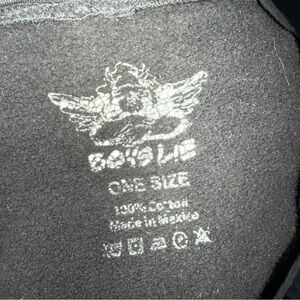 BOYS LIE
ONE SIZE
100% Cotton
Made in Mexico